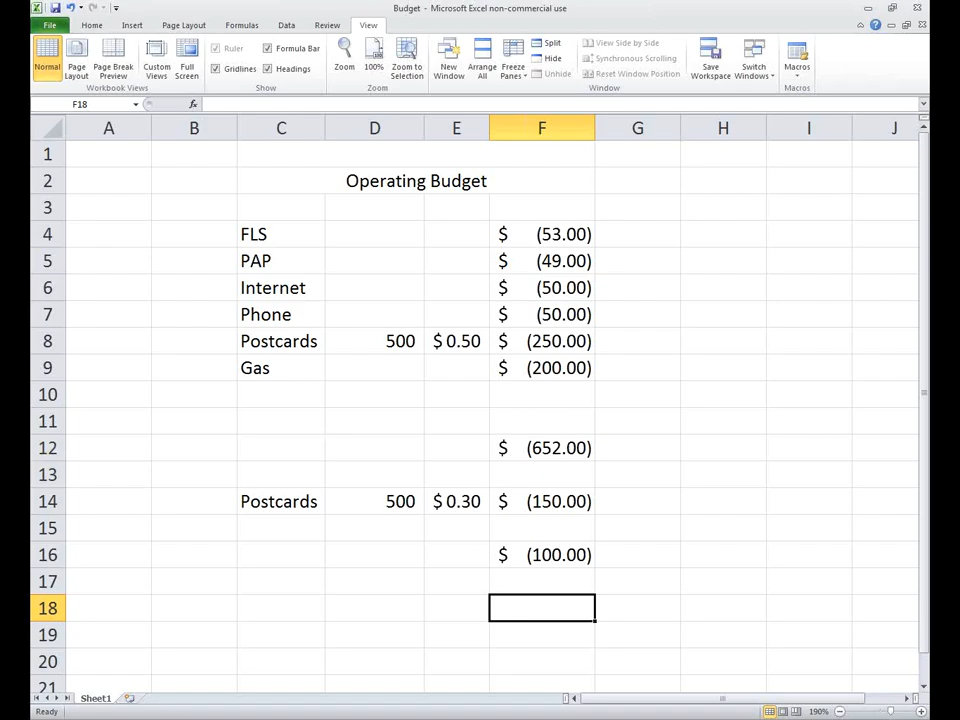 Budget - Microsoft Excel non-commercial use
File Home Insert Page Layout Formulas Data Review View
Normal Page Layout Page Break Preview Custom Views Full Screen
Workbook Views
Ruler Formula Bar
Gridlines Headings
Show
Zoom 100% Zoom to Selection
Zoom
New Window Arrange All Freeze Panes
Split
Hide
Unhide
View Side by Side
Synchronous Scrolling
Reset Window Position
Save Workspace Switch Windows
Window
Macros
Macros
F18 fx
A B C D E F G H I J
1
2 Operating Budget
3
4 FLS $ (53.00)
5 PAP $ (49.00)
6 Internet $ (50.00)
7 Phone $ (50.00)
8 Postcards 500 $ 0.50 $ (250.00)
9 Gas $ (200.00)
10
11
12 $ (652.00)
13
14 Postcards 500 $ 0.30 $ (150.00)
15
16 $ (100.00)
17
18
19
20
21
Sheet1
Ready 190%